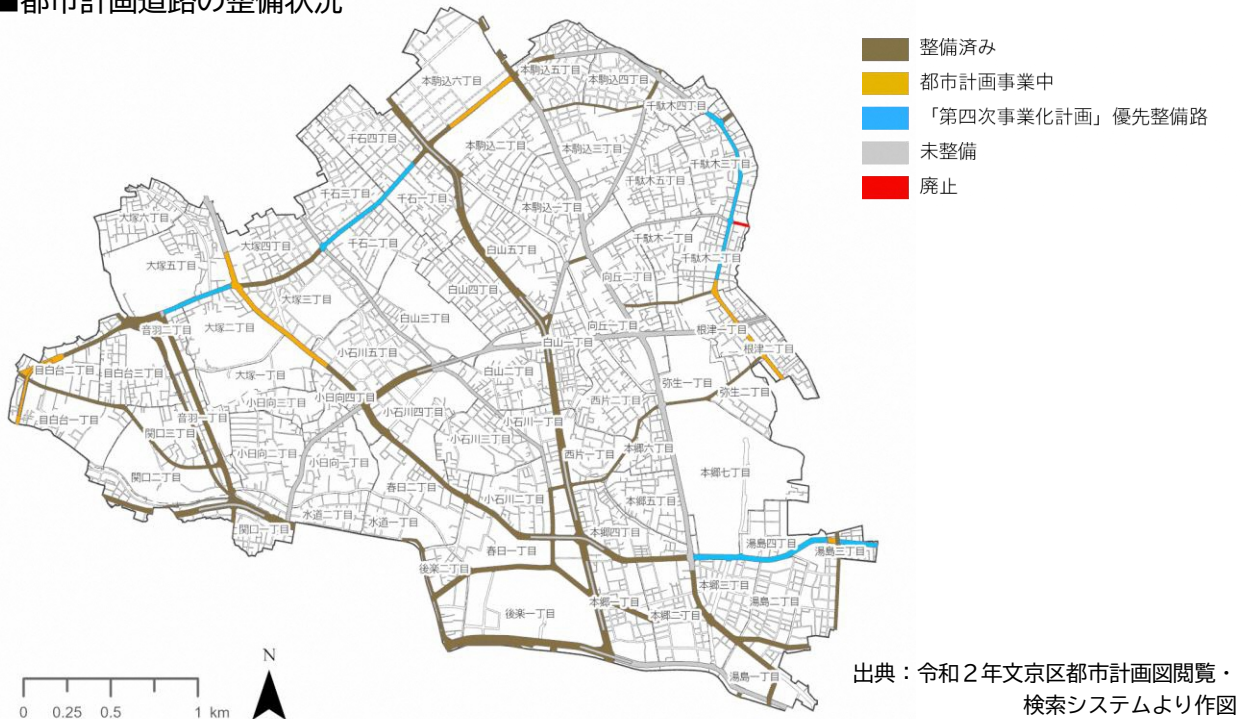 ■都市計画道路の整備状況
整備済み
都市計画事業中
「第四次事業化計画」優先整備路
未整備
廃止
本駒込六丁目
本駒込五丁目
本駒込四丁目
千駄木四丁目
千石四丁目
本駒込二丁目
本駒込三丁目
千駄木三丁目
千駄木五丁目
千石三丁目
千石一丁目
本駒込一丁目
大塚六丁目
大塚四丁目
千石二丁目
千駄木一丁目
白山五丁目
千駄木二丁目
大塚五丁目
向丘二丁目
白山四丁目
大塚三丁目
白山三丁目
向丘一丁目
根津一丁目
音羽二丁目
大塚二丁目
白山一丁目
根津二丁目
小石川五丁目
目白台二丁目
目白台三丁目
大塚一丁目
白山二丁目
弥生一丁目
弥生二丁目
小日向三丁目
小日向四丁目
西片二丁目
小石川四丁目
目白台一丁目
音羽一丁目
小石川一丁目
関口三丁目
小石川三丁目
本郷六丁目
小日向二丁目
西片一丁目
小日向一丁目
本郷七丁目
関口二丁目
春日二丁目
小石川二丁目
本郷五丁目
水道二丁目
水道一丁目
関口一丁目
本郷四丁目
湯島四丁目
湯島三丁目
春日一丁目
後楽二丁目
本郷三丁目
湯島二丁目
本郷一丁目
後楽一丁目
本郷二丁目
湯島一丁目
N
0 0.25 0.5 1 km
出典：令和２年文京区都市計画図閲覧・
検索システムより作図